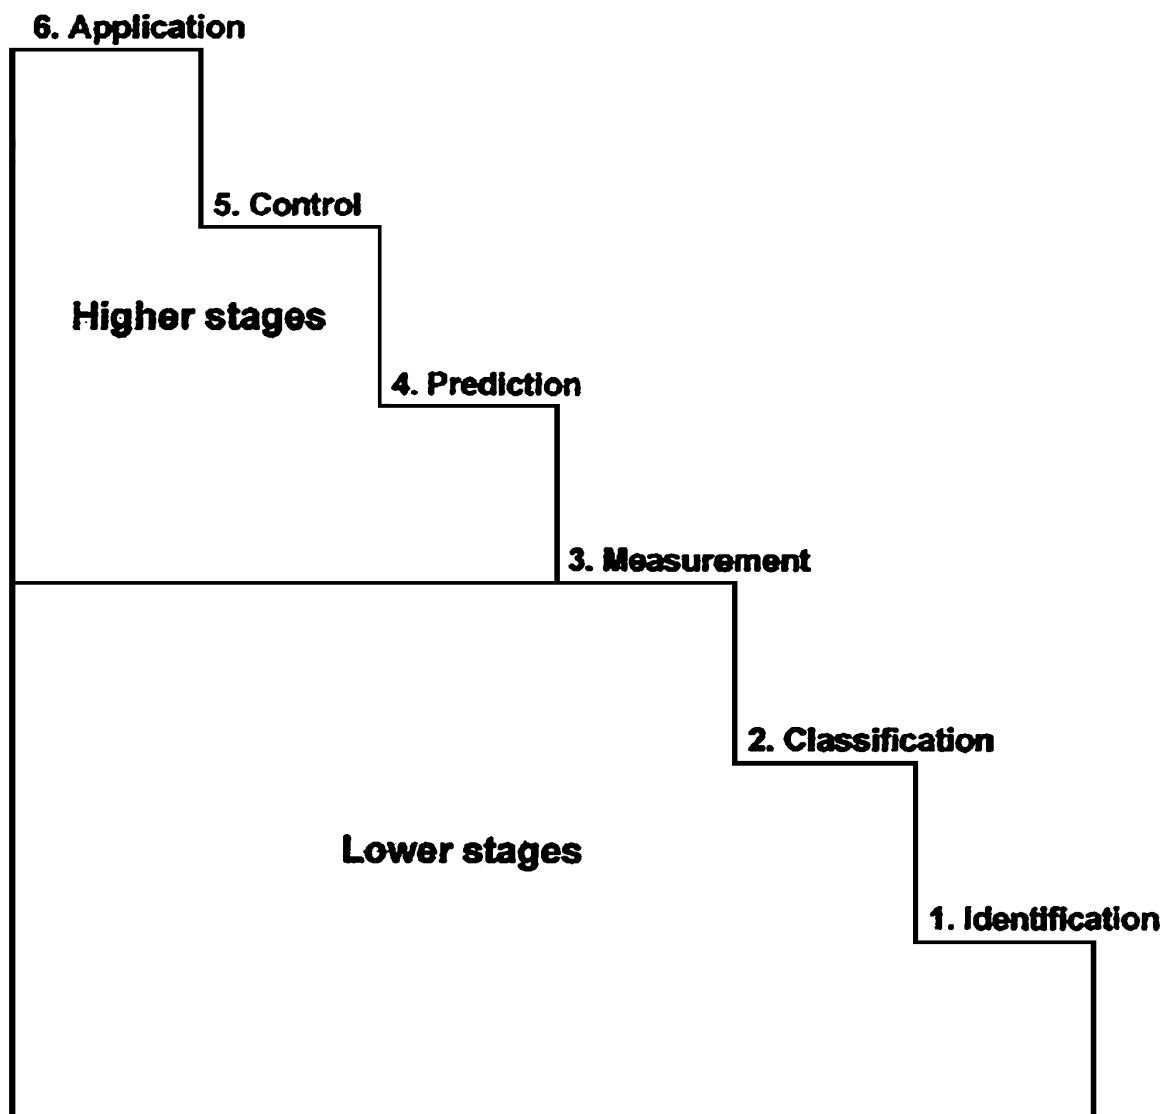 6. Application
5. Control
Higher stages
4. Prediction
3. Measurement
2. Classification
Lower stages
1. Identification